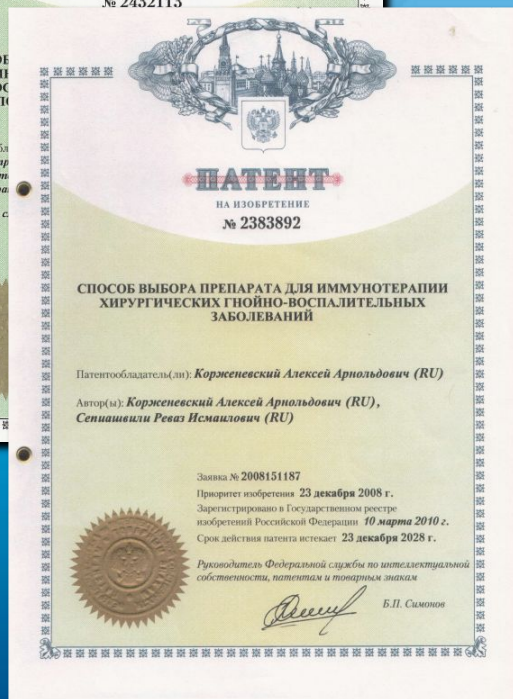 № 2432113
ПАТЕНТ
НА ИЗОБРЕТЕНИЕ
№ 2383892
СПОСОБ ВЫБОРА ПРЕПАРАТА ДЛЯ ИММУНОТЕРАПИИ
ХИРУРГИЧЕСКИХ ГНОЙНО-ВОСПАЛИТЕЛЬНЫХ
ЗАБОЛЕВАНИЙ
Патентообладатель(ли): Корженевский Алексей Арнольдович (RU)
Автор(ы): Корженевский Алексей Арнольдович (RU),
Сепиашвили Реваз Исмаилович (RU)
Заявка № 2008151187
Приоритет изобретения 23 декабря 2008 г.
Зарегистрировано в Государственном реестре
изобретений Российской Федерации 10 марта 2010 г.
Срок действия патента истекает 23 декабря 2028 г.
Руководитель Федеральной службы по интеллектуальной
собственности, патентам и товарным знакам
Б.П. Симонов